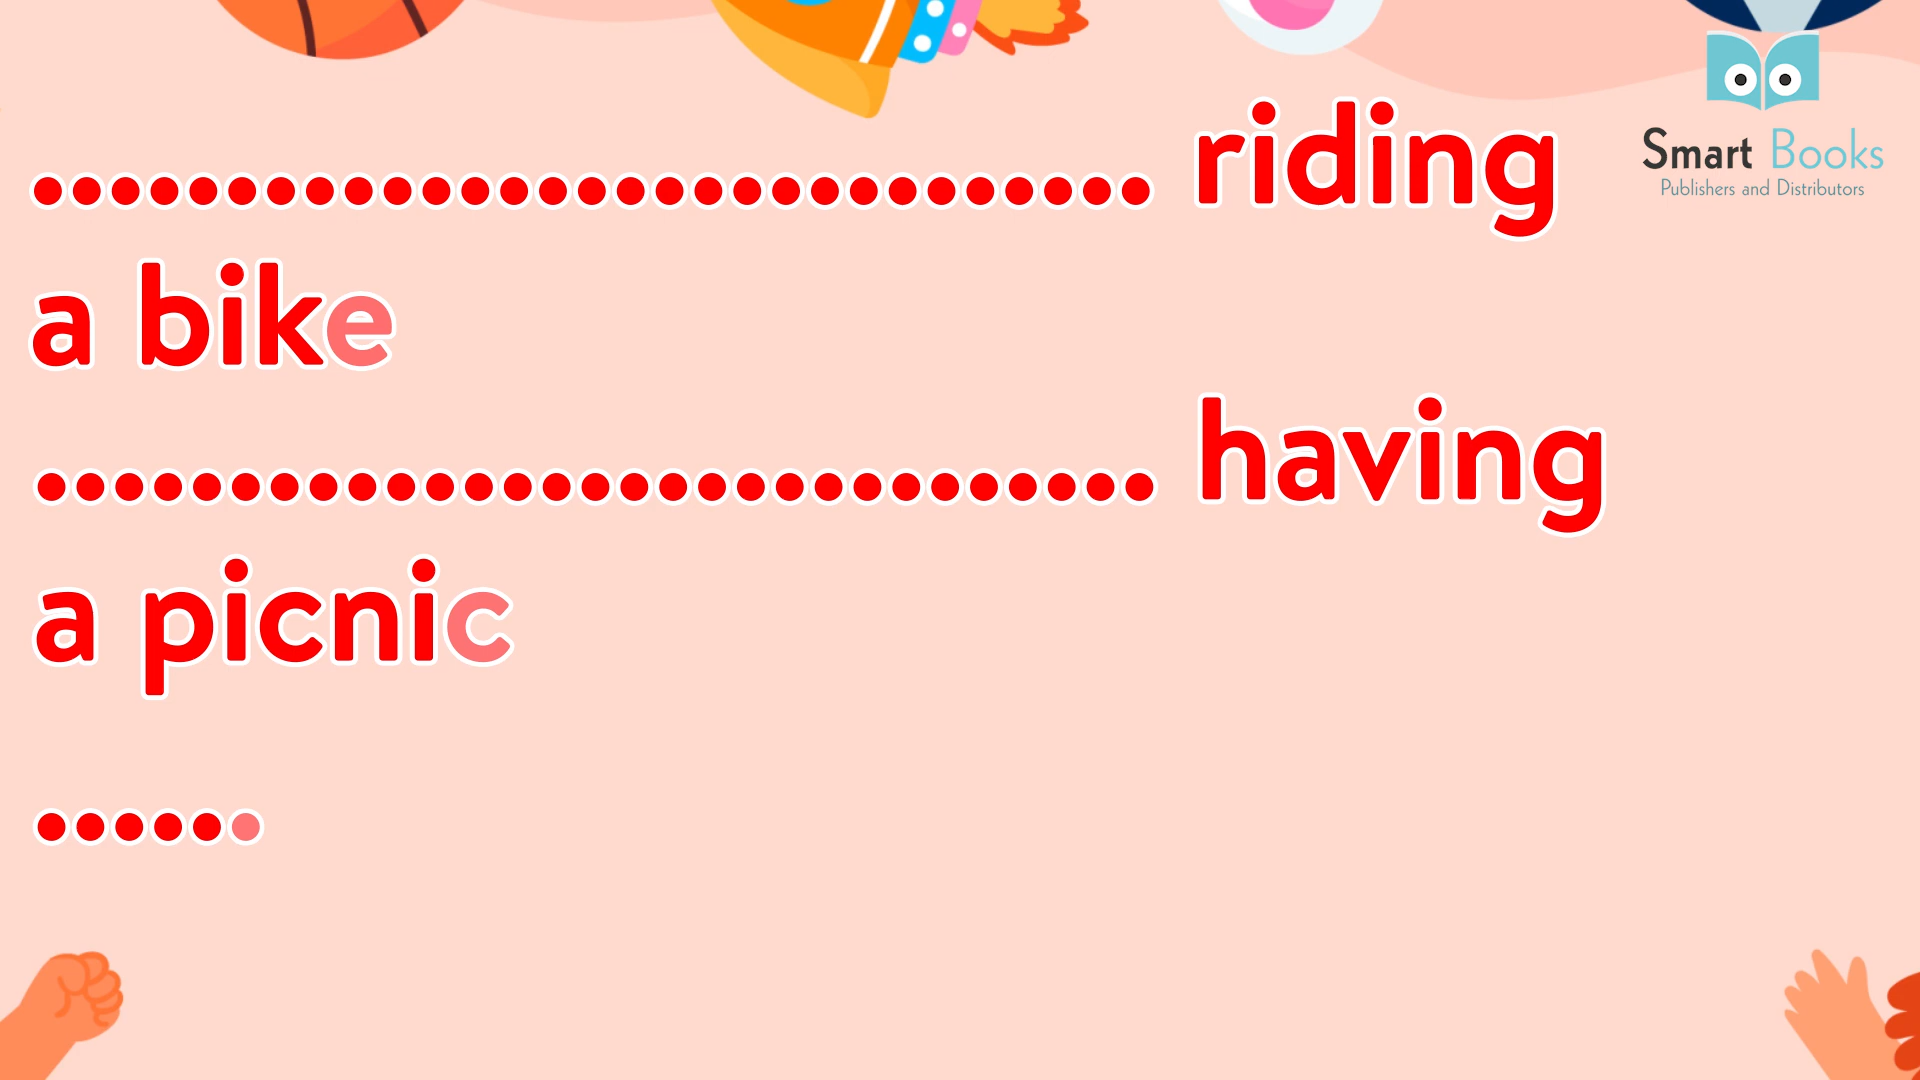 ............................. riding
a bike
............................. having
a picnic
......
Smart Books
Publishers and Distributors